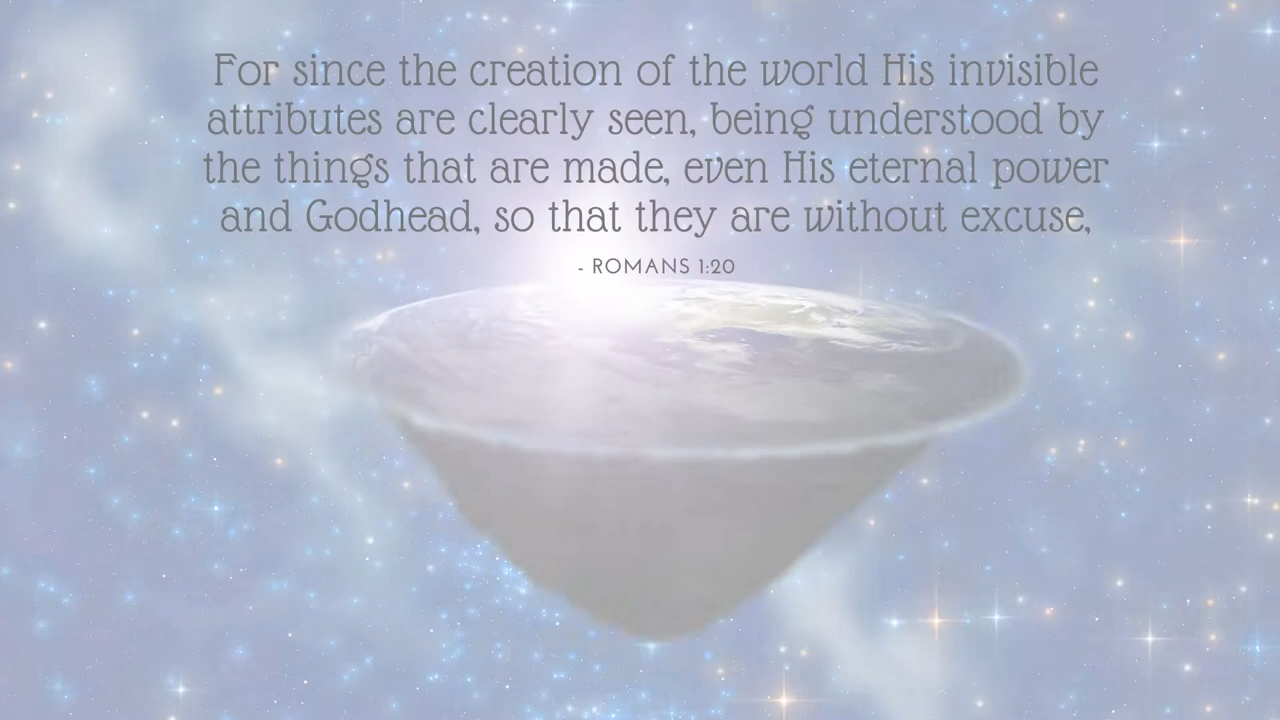 For since the creation of the world His invisible
attributes are clearly seen, being understood by
the things that are made, even His eternal power
and Godhead, so that they are without excuse,
- ROMANS 1:20